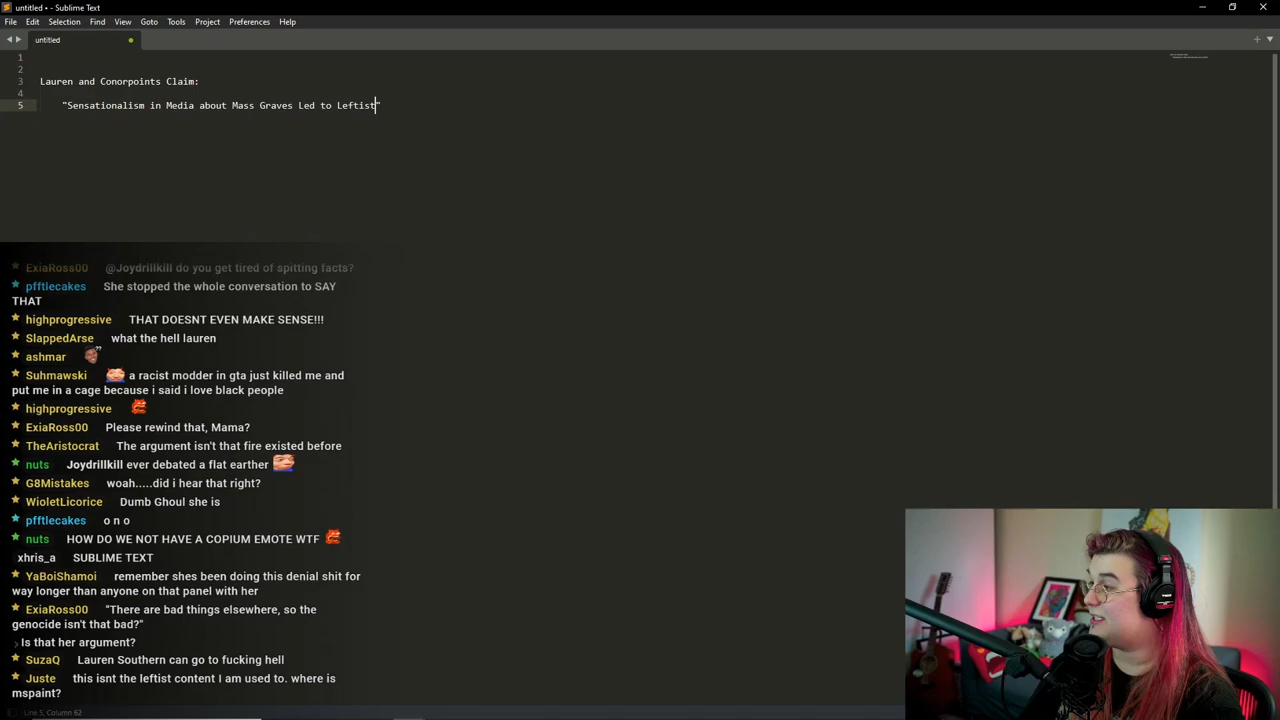 untitled • - Sublime Text
File Edit Selection Find View Goto Tools Project Preferences Help
untitled
1
2
3 Lauren and Conorpoints Claim:
4
5 "Sensationalism in Media about Mass Graves Led to Leftist"
ExiaRoss00 @Joydrillkill do you get tired of spitting facts?
pfftlecakes She stopped the whole conversation to SAY
THAT
highprogressive THAT DOESNT EVEN MAKE SENSE!!!
SlappedArse what the hell lauren
ashmar
Suhmawski a racist modder in gta just killed me and
put me in a cage because i said i love black people
highprogressive
ExiaRoss00 Please rewind that, Mama?
TheAristocrat The argument isn't that fire existed before
nuts Joydrillkill ever debated a flat earther
G8Mistakes woah.....did i hear that right?
WioletLicorice Dumb Ghoul she is
pfftlecakes o n o
nuts HOW DO WE NOT HAVE A COPIUM EMOTE WTF
xhris_a SUBLIME TEXT
YaBoiShamoi remember shes been doing this denial shit for
way longer than anyone on that panel with her
ExiaRoss00 "There are bad things elsewhere, so the
genocide isn't that bad?"
Is that her argument?
SuzaQ Lauren Southern can go to fucking hell
Juste this isnt the leftist content I am used to. where is
mspaint?
Line 5, Column 62